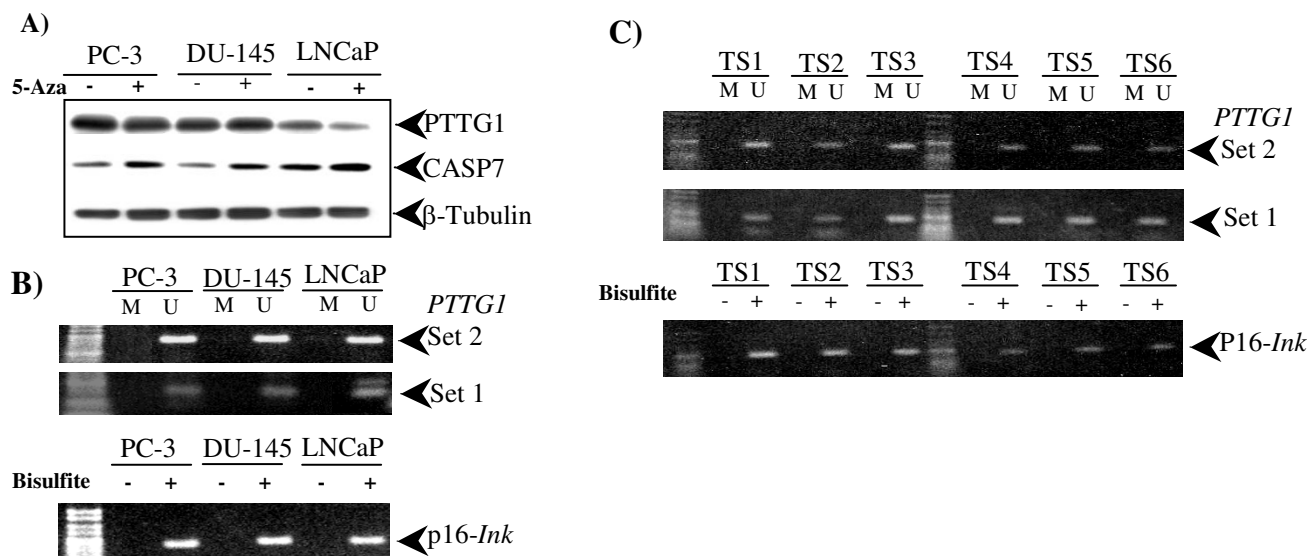 A)
PC-3 DU-145 LNCaP
5-Aza - + - + - +
PTTG1
CASP7
β-Tubulin
B)
PC-3 DU-145 LNCaP
M U M U M U PTTG1
Set 2
Set 1
PC-3 DU-145 LNCaP
Bisulfite - + - + - +
p16-Ink
C)
TS1 TS2 TS3 TS4 TS5 TS6
M U M U M U M U M U M U
PTTG1
Set 2
Set 1
TS1 TS2 TS3 TS4 TS5 TS6
Bisulfite - + - + - + - + - + - +
P16-Ink